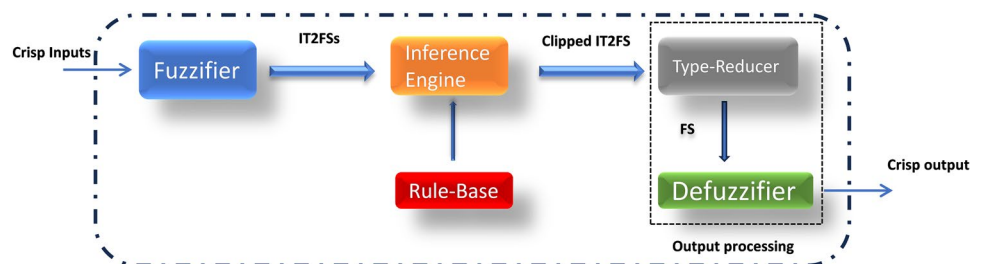 Crisp Inputs
Fuzzifier
IT2FSs
Inference
Engine
Clipped IT2FS
Type-Reducer
FS
Rule-Base
Defuzzifier
Crisp output
Output processing